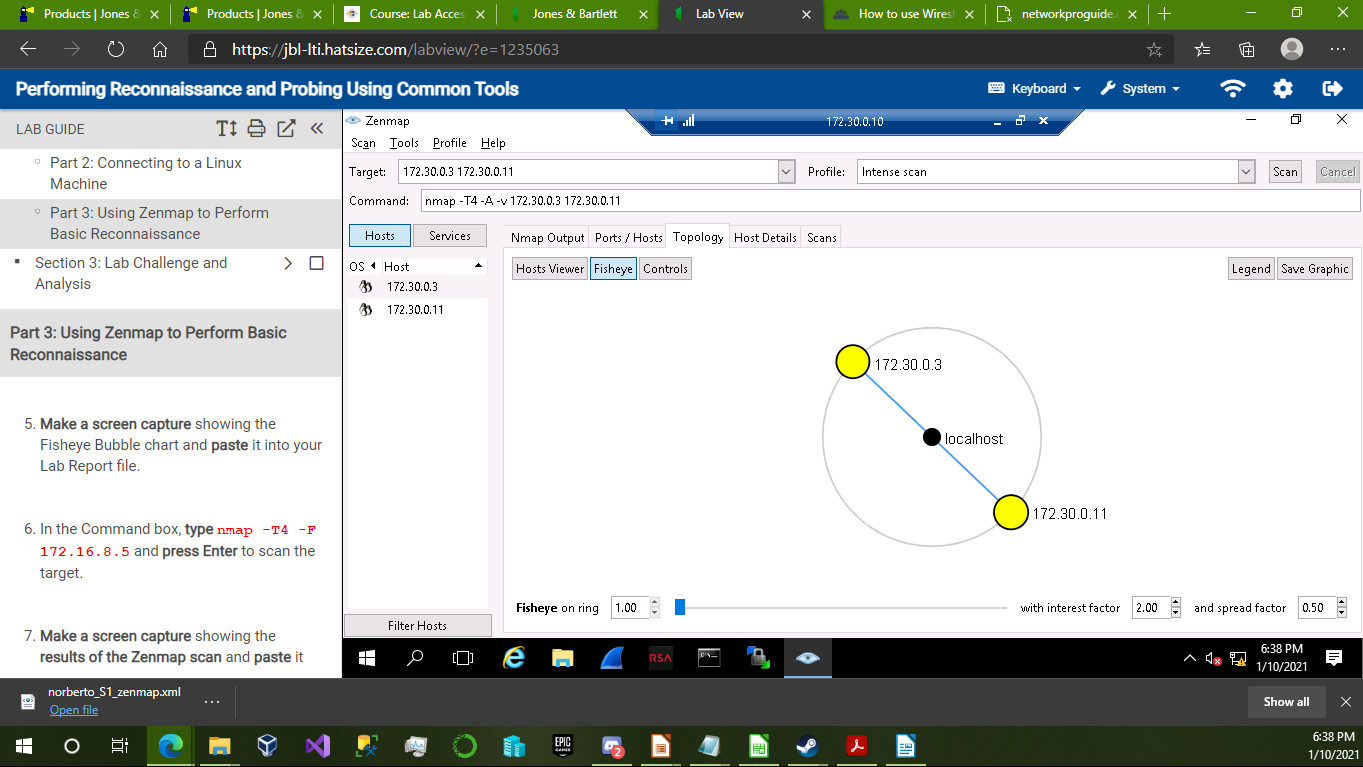 Products | Jones &
Products | Jones &
Course: Lab Acces
Jones & Bartlett
Lab View
How to use Wiresh
networkproguide.c
https://jbl-lti.hatsize.com/labview/?e=1235063
Performing Reconnaissance and Probing Using Common Tools
Keyboard
System
LAB GUIDE
Part 2: Connecting to a Linux
Machine
Part 3: Using Zenmap to Perform
Basic Reconnaissance
Section 3: Lab Challenge and
Analysis
Part 3: Using Zenmap to Perform Basic
Reconnaissance
5. Make a screen capture showing the
Fisheye Bubble chart and paste it into your
Lab Report file.
6. In the Command box, type nmap -T4 -F
172.16.8.5 and press Enter to scan the
target.
7. Make a screen capture showing the
results of the Zenmap scan and paste it
Zenmap
172.30.0.10
Scan Tools Profile Help
Target: 172.30.0.3 172.30.0.11 Profile: Intense scan Scan Cancel
Command: nmap -T4 -A -v 172.30.0.3 172.30.0.11
Hosts Services
Nmap Output Ports / Hosts Topology Host Details Scans
OS Host
172.30.0.3
172.30.0.11
Hosts Viewer Fisheye Controls Legend Save Graphic
172.30.0.3
localhost
172.30.0.11
Fisheye on ring 1.00 with interest factor 2.00 and spread factor 0.50
Filter Hosts
RSA
6:38 PM
1/10/2021
norberto_S1_zenmap.xml
Open file
Show all
EPIC
GAMES
2
6:38 PM
1/10/2021